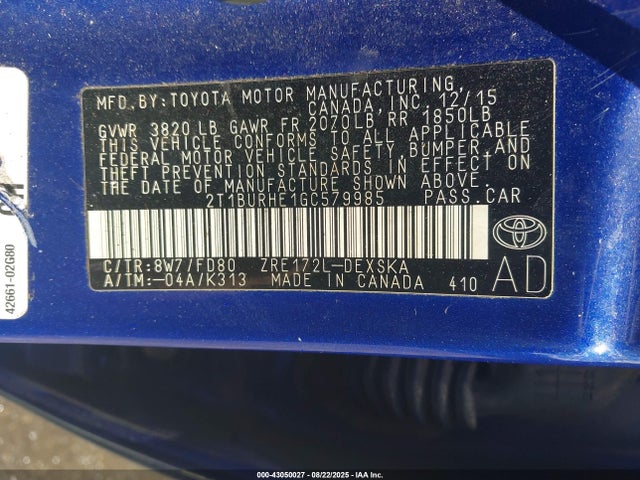 MFD. BY: TOYOTA MOTOR MANUFACTURING,
CANADA, INC. 12/15
GVWR 3820 LB GAWR FR 2070LB, RR 1850LB
THIS VEHICLE CONFORMS TO ALL APPLICABLE
FEDERAL MOTOR VEHICLE SAFETY, BUMPER, AND
THEFT PREVENTION STANDARDS IN EFFECT ON
THE DATE OF MANUFACTURE SHOWN ABOVE.
2T1BURHE1GC579985 PASS. CAR
C/TR: 8W7/FD80 ZRE172L-DEXSKA
A/TM: -04A/K313 MADE IN CANADA 410
AD
42661-02G80
000-43050027 - 08/22/2025 - IAAI.COM